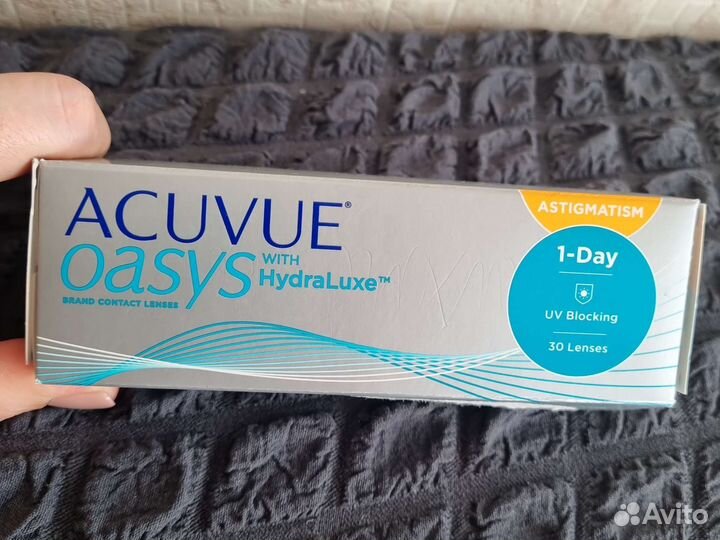 ACUVUE®
oasys WITH HydraLuxe™
BRAND CONTACT LENSES
ASTIGMATISM
1-Day
UV Blocking
30 Lenses
Avito